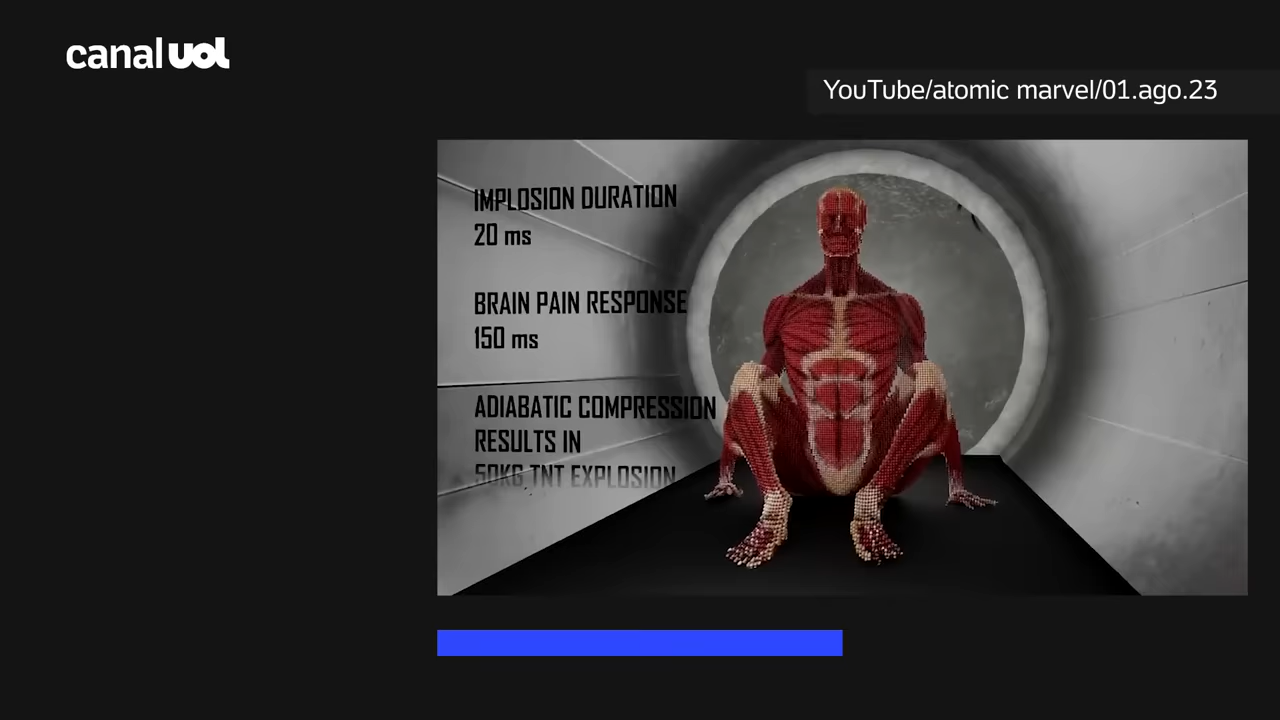 canal uol
YouTube/atomic marvel/01.ago.23
IMPLOSION DURATION
20 ms
BRAIN PAIN RESPONSE
150 ms
ADIABATIC COMPRESSION
RESULTS IN
50KG TNT EXPLOSION